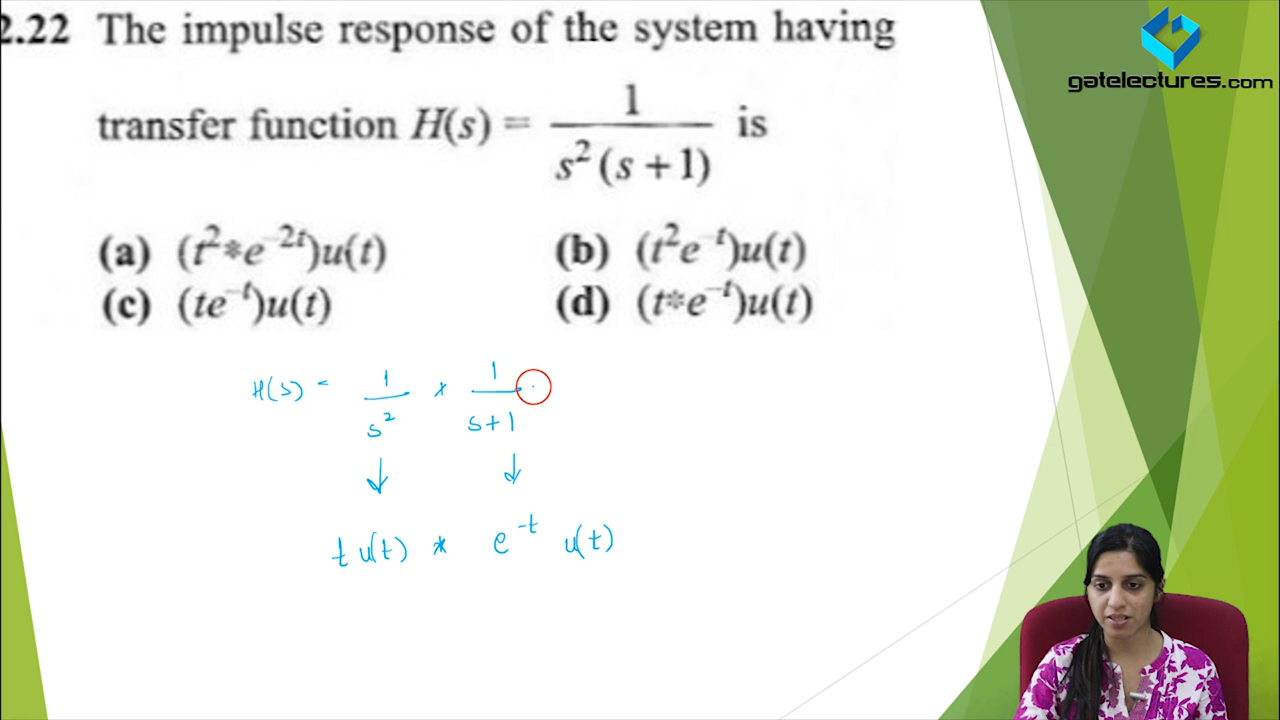 2.22 The impulse response of the system having
gatelectures.com
transfer function H(s) = 1 / s² (s + 1) is
(a) (t²*e⁻²ᵗ)u(t) (b) (t²e⁻ᵗ)u(t)
(c) (te⁻ᵗ)u(t) (d) (t*e⁻ᵗ)u(t)
H(s) = 1 / s² * 1 / s+1
t u(t) * e⁻ᵗ u(t)